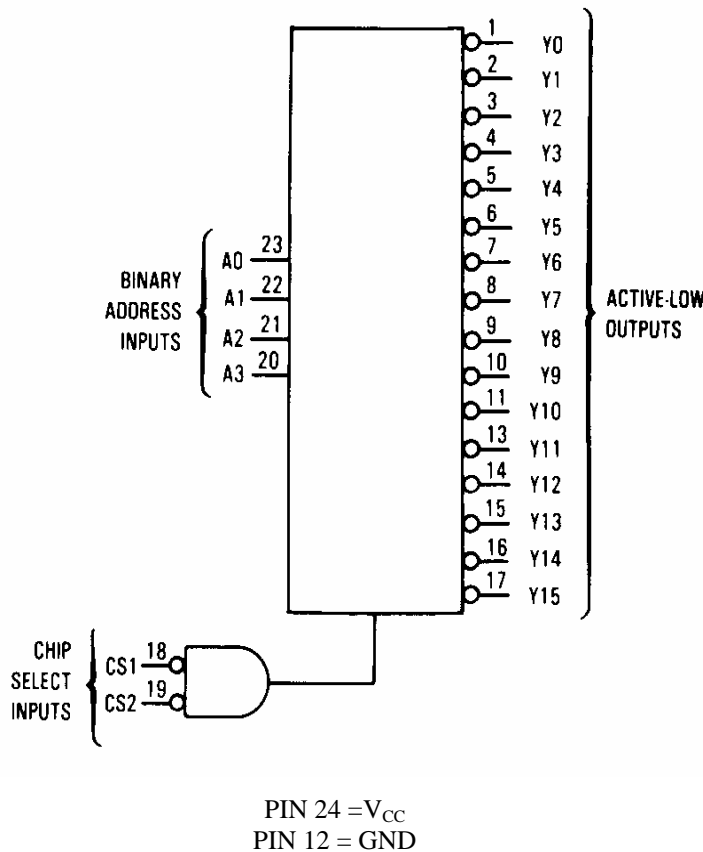 1 Y0
2 Y1
3 Y2
4 Y3
5 Y4
6 Y5
7 Y6
8 Y7
9 Y8
10 Y9
11 Y10
13 Y11
14 Y12
15 Y13
16 Y14
17 Y15
ACTIVE-LOW
OUTPUTS
BINARY
ADDRESS
INPUTS
A0 23
A1 22
A2 21
A3 20
CHIP
SELECT
INPUTS
CS1 18
CS2 19
PIN 24 =VCC
PIN 12 = GND